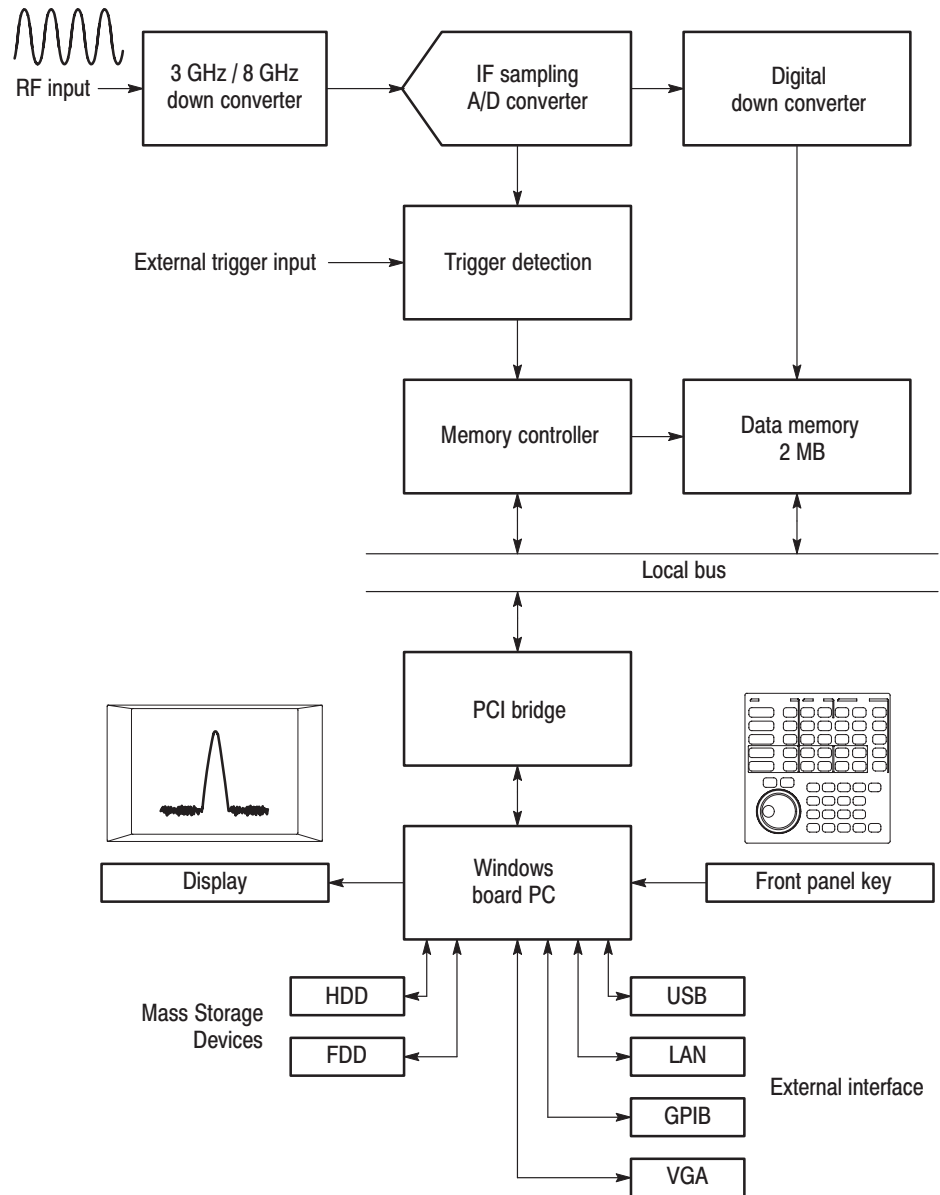 RF input
3 GHz / 8 GHz
down converter
IF sampling
A/D converter
Digital
down converter
External trigger input
Trigger detection
Memory controller
Data memory
2 MB
Local bus
PCI bridge
Display
Windows
board PC
Front panel key
Mass Storage
Devices
HDD
FDD
USB
LAN
GPIB
VGA
External interface